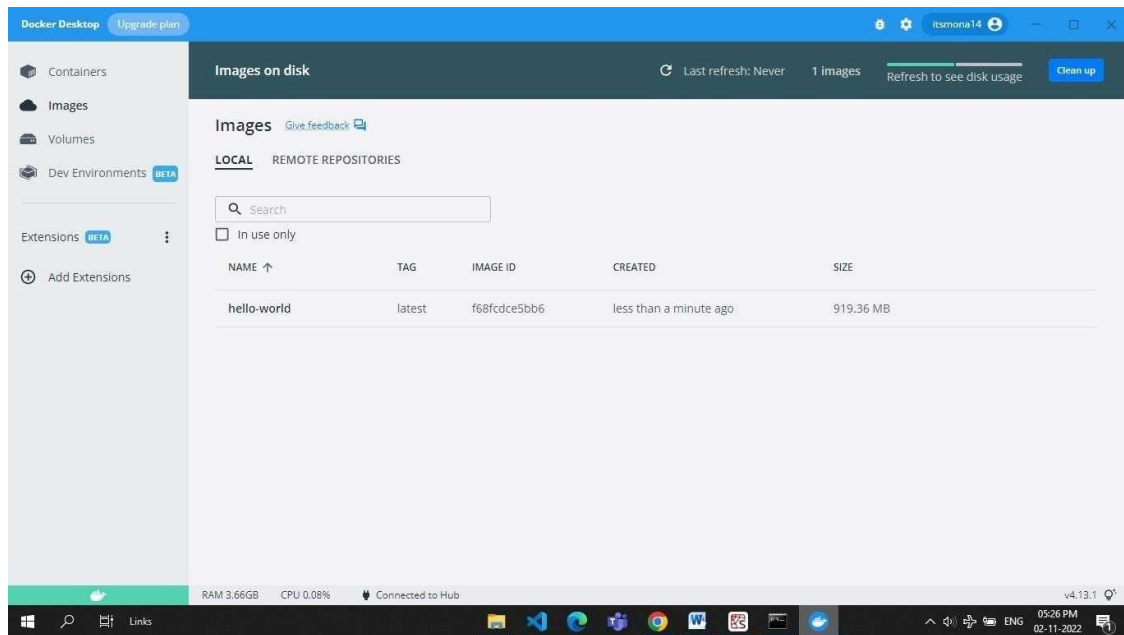 Docker Desktop Upgrade plan itsmona14
Containers
Images
Volumes
Dev Environments BETA
Extensions BETA
Add Extensions
Images on disk Last refresh: Never 1 images Refresh to see disk usage Clean up
Images Give feedback
LOCAL REMOTE REPOSITORIES
Search
In use only
NAME TAG IMAGE ID CREATED SIZE
hello-world latest f68fcdce5bb6 less than a minute ago 919.36 MB
RAM 3.66GB CPU 0.08% Connected to Hub v4.13.1
Links ENG 05:26 PM
02-11-2022